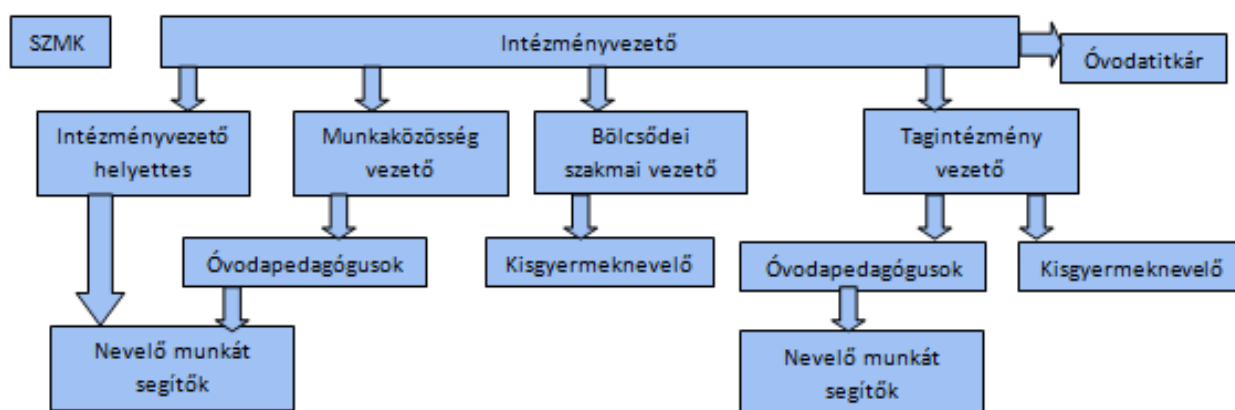 SZMK
Intézményvezető
Óvodatitkár
Intézményvezető
helyettes
Munkaközösség
vezető
Bölcsődei
szakmai vezető
Tagintézmény
vezető
Óvodapedagógusok
Kisgyermeknevelő
Óvodapedagógusok
Kisgyermeknevelő
Nevelő munkát
segítők
Nevelő munkát
segítők